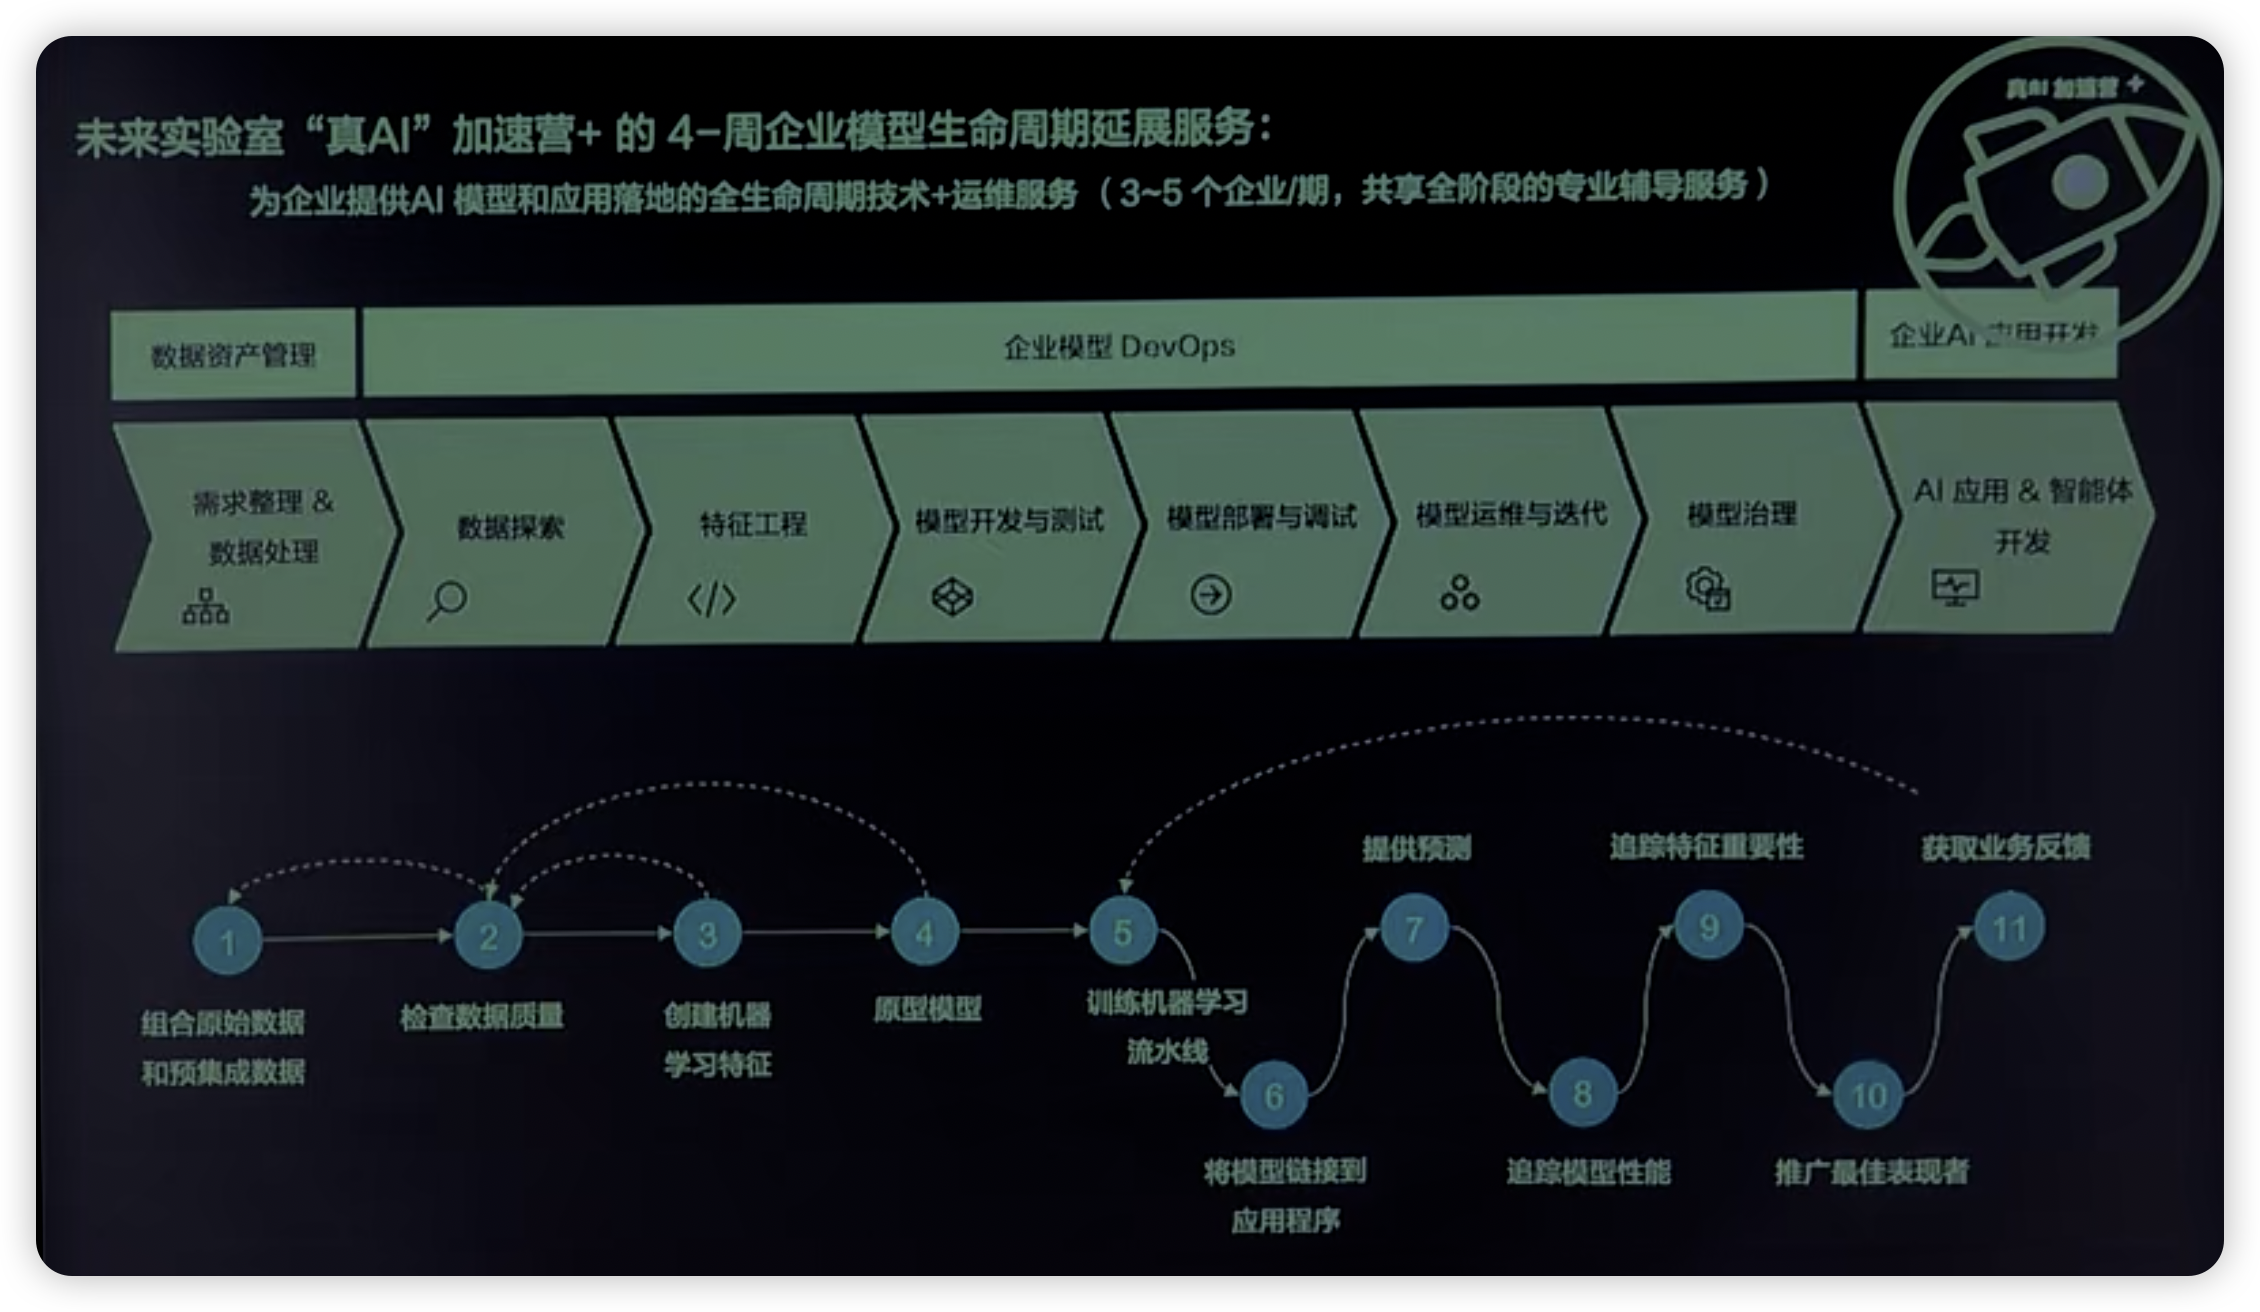 真AI 加速营 +
未来实验室 “真AI” 加速营+ 的 4-周企业模型生命周期延展服务：
为企业提供AI 模型和应用落地的全生命周期技术+运维服务 （ 3~5 个企业/期，共享全阶段的专业辅导服务 ）
数据资产管理
企业模型 DevOps
企业AI 应用开发
需求整理 &
数据处理
数据探索
特征工程
模型开发与测试
模型部署与调试
模型运维与迭代
模型治理
AI 应用 & 智能体
开发
1
组合原始数据
和预集成数据
2
检查数据质量
3
创建机器
学习特征
4
原型模型
5
训练机器学习
流水线
6
将模型链接到
应用程序
提供预测
7
8
追踪模型性能
追踪特征重要性
9
10
推广最佳表现者
获取业务反馈
11